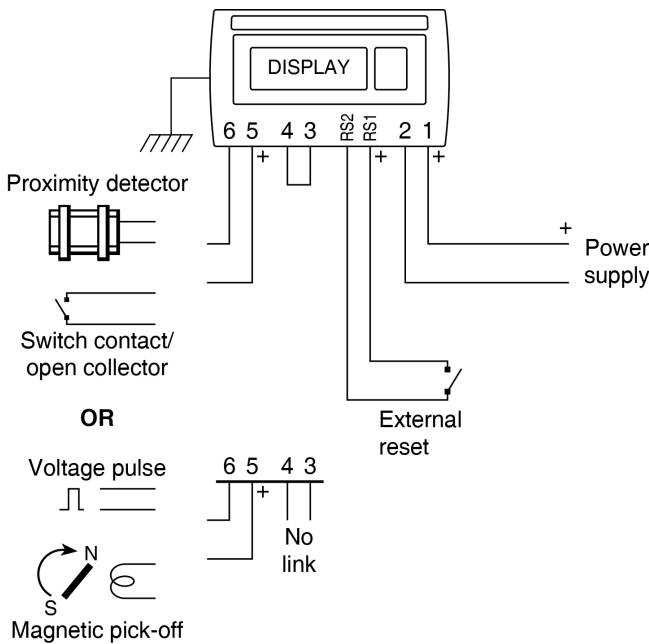 DISPLAY
6 5 4 3 RS2 RS1 2 1
+ + +
Proximity detector
+
Power
supply
Switch contact/
open collector
External
reset
OR
Voltage pulse
6 5 4 3
+
No
link
N
S
Magnetic pick-off